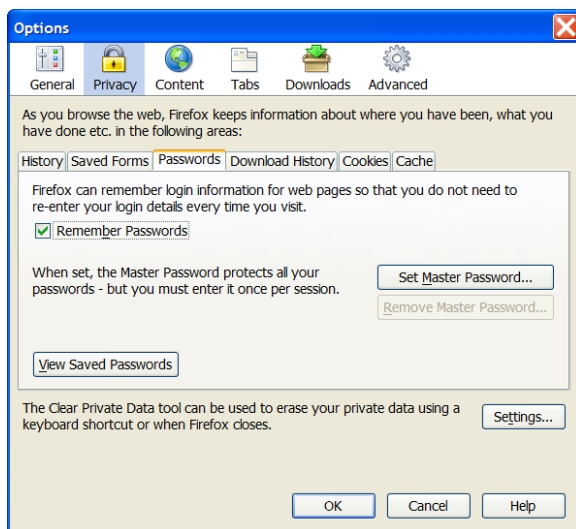 Options
General Privacy Content Tabs Downloads Advanced
As you browse the web, Firefox keeps information about where you have been, what you
have done etc. in the following areas:
History Saved Forms Passwords Download History Cookies Cache
Firefox can remember login information for web pages so that you do not need to
re-enter your login details every time you visit.
Remember Passwords
When set, the Master Password protects all your
passwords - but you must enter it once per session.
Set Master Password...
Remove Master Password...
View Saved Passwords
The Clear Private Data tool can be used to erase your private data using a
keyboard shortcut or when Firefox closes.
Settings...
OK Cancel Help